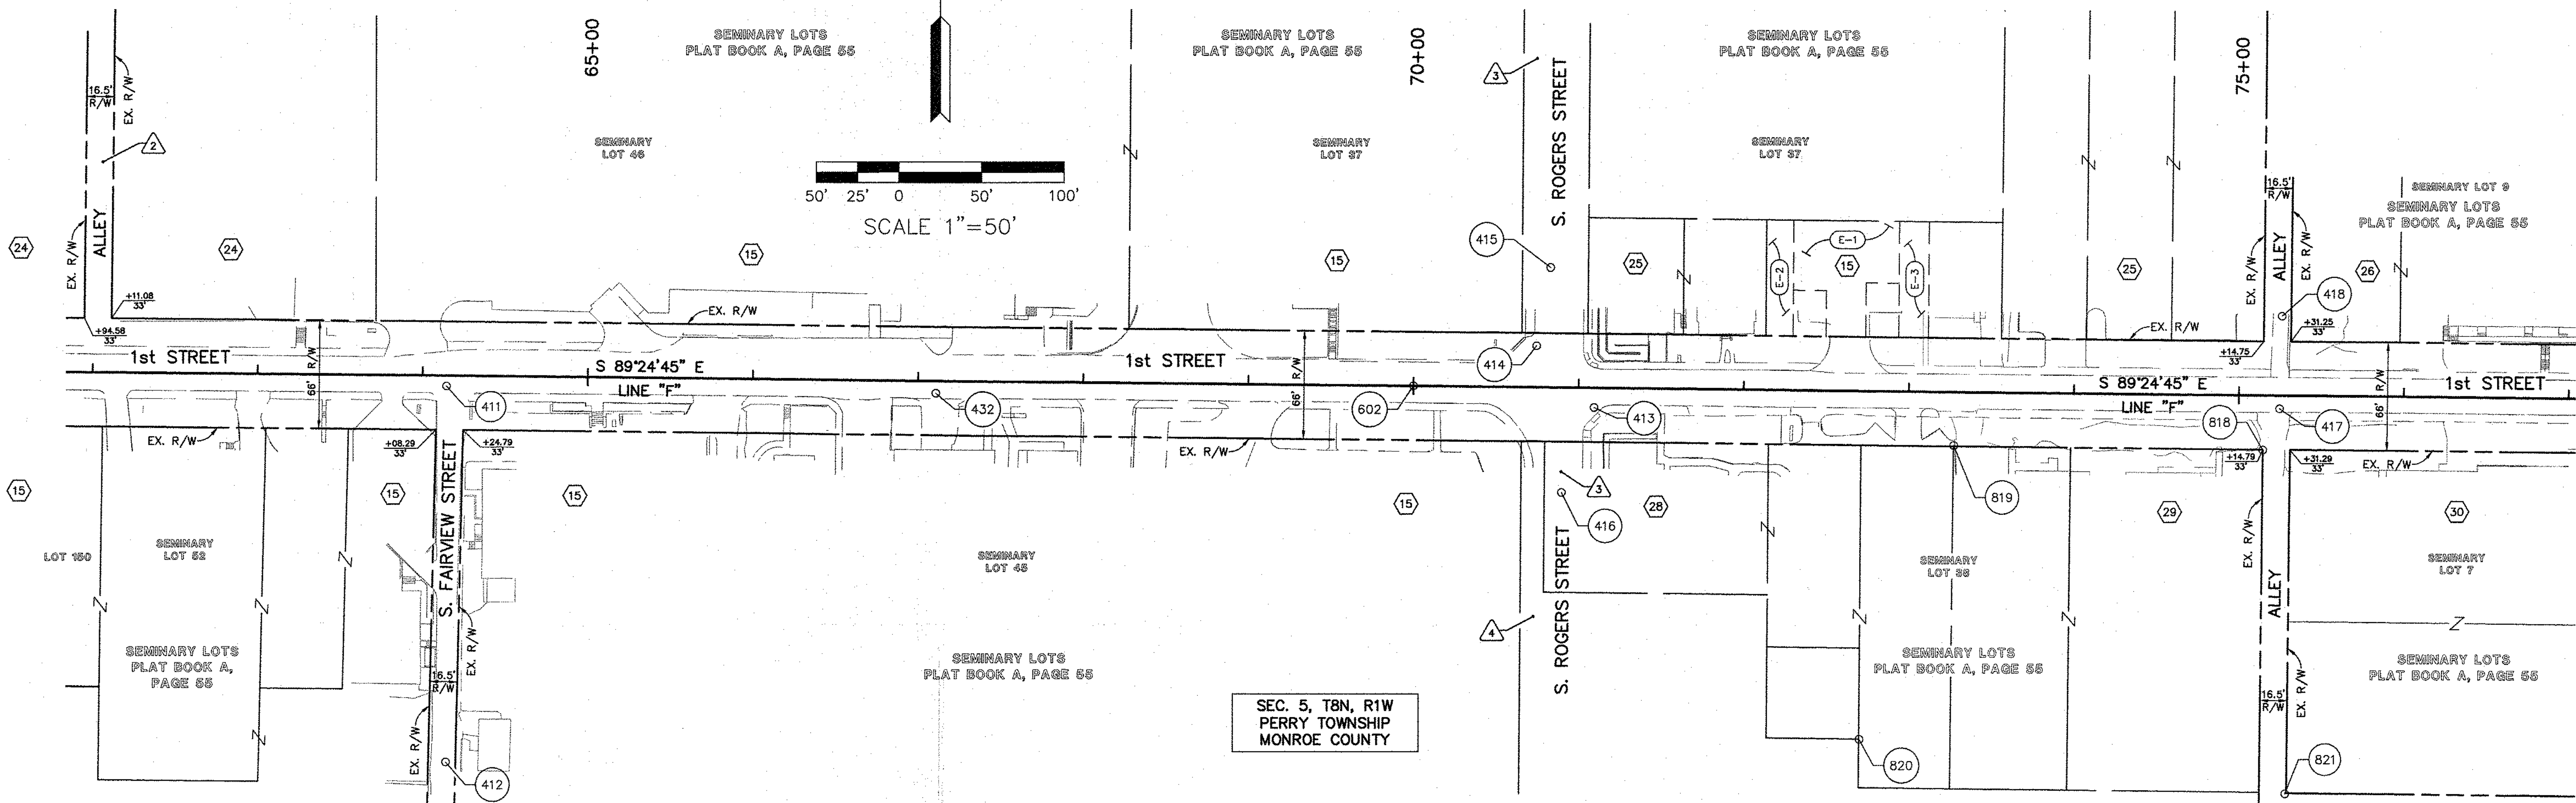 65+00
70+00
75+00
SEMINARY LOTS
PLAT BOOK A, PAGE 55
SEMINARY LOTS
PLAT BOOK A, PAGE 55
SEMINARY LOTS
PLAT BOOK A, PAGE 55
16.5'
R/W
EX. R/W
2
SEMINARY
LOT 46
50' 25' 0 50' 100'
SCALE 1"=50'
SEMINARY
LOT 37
3
S. ROGERS STREET
SEMINARY
LOT 37
16.5'
R/W
SEMINARY LOT 9
SEMINARY LOTS
PLAT BOOK A, PAGE 55
24
EX. R/W
ALLEY
24
15
15
415
25
E-2
E-1
15
E-3
25
EX. R/W
ALLEY
EX. R/W
26
418
+11.08
33'
+94.58
33'
EX. R/W
EX. R/W
+31.25
33'
+14.75
33'
1st STREET
66' R/W
S 89°24'45" E
LINE "F"
1st STREET
66' R/W
414
S 89°24'45" E
LINE "F"
66' R/W
1st STREET
411
432
602
413
818
417
EX. R/W
+08.29
33'
+24.79
33'
EX. R/W
+14.79
33'
+31.29
33'
EX. R/W
15
15
S. FAIRVIEW STREET
15
15
3
416
28
819
29
30
LOT 150
SEMINARY
LOT 52
SEMINARY
LOT 45
S. ROGERS STREET
SEMINARY
LOT 38
EX. R/W
ALLEY
SEMINARY
LOT 7
SEMINARY LOTS
PLAT BOOK A,
PAGE 55
EX. R/W
16.5'
R/W
EX. R/W
SEMINARY LOTS
PLAT BOOK A, PAGE 55
4
SEMINARY LOTS
PLAT BOOK A, PAGE 55
16.5'
R/W
EX. R/W
SEMINARY LOTS
PLAT BOOK A, PAGE 55
SEC. 5, T8N, R1W
PERRY TOWNSHIP
MONROE COUNTY
412
820
821